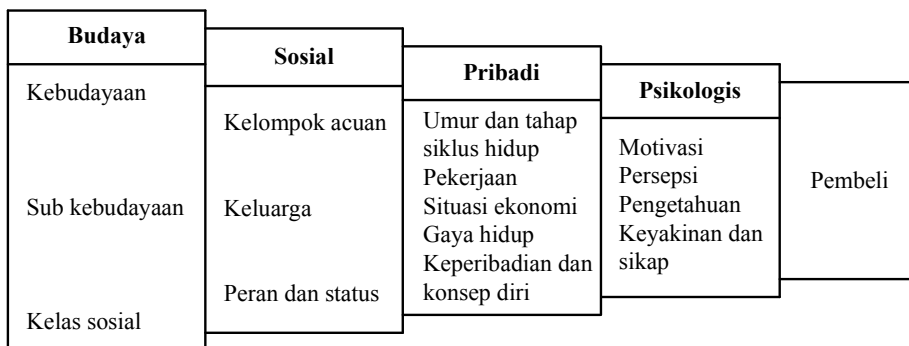 Budaya
Kebudayaan
Sub kebudayaan
Kelas sosial
Sosial
Kelompok acuan
Keluarga
Peran dan status
Pribadi
Umur dan tahap
siklus hidup
Pekerjaan
Situasi ekonomi
Gaya hidup
Keperibadian dan
konsep diri
Psikologis
Motivasi
Persepsi
Pengetahuan
Keyakinan dan
sikap
Pembeli